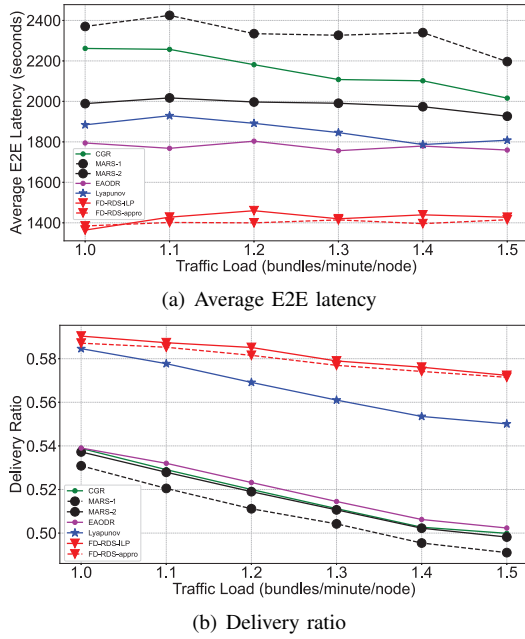 2400
2200
2000
1800
1600
1400
Average E2E Latency (seconds)
CGR
MARS-1
MARS-2
EAODR
Lyapunov
FD-RDS-ILP
FD-RDS-appro
1.0 1.1 1.2 1.3 1.4 1.5
Traffic Load (bundles/minute/node)
(a) Average E2E latency
0.58
0.56
0.54
0.52
0.50
Delivery Ratio
CGR
MARS-1
MARS-2
EAODR
Lyapunov
FD-RDS-ILP
FD-RDS-appro
1.0 1.1 1.2 1.3 1.4 1.5
Traffic Load (bundles/minute/node)
(b) Delivery ratio